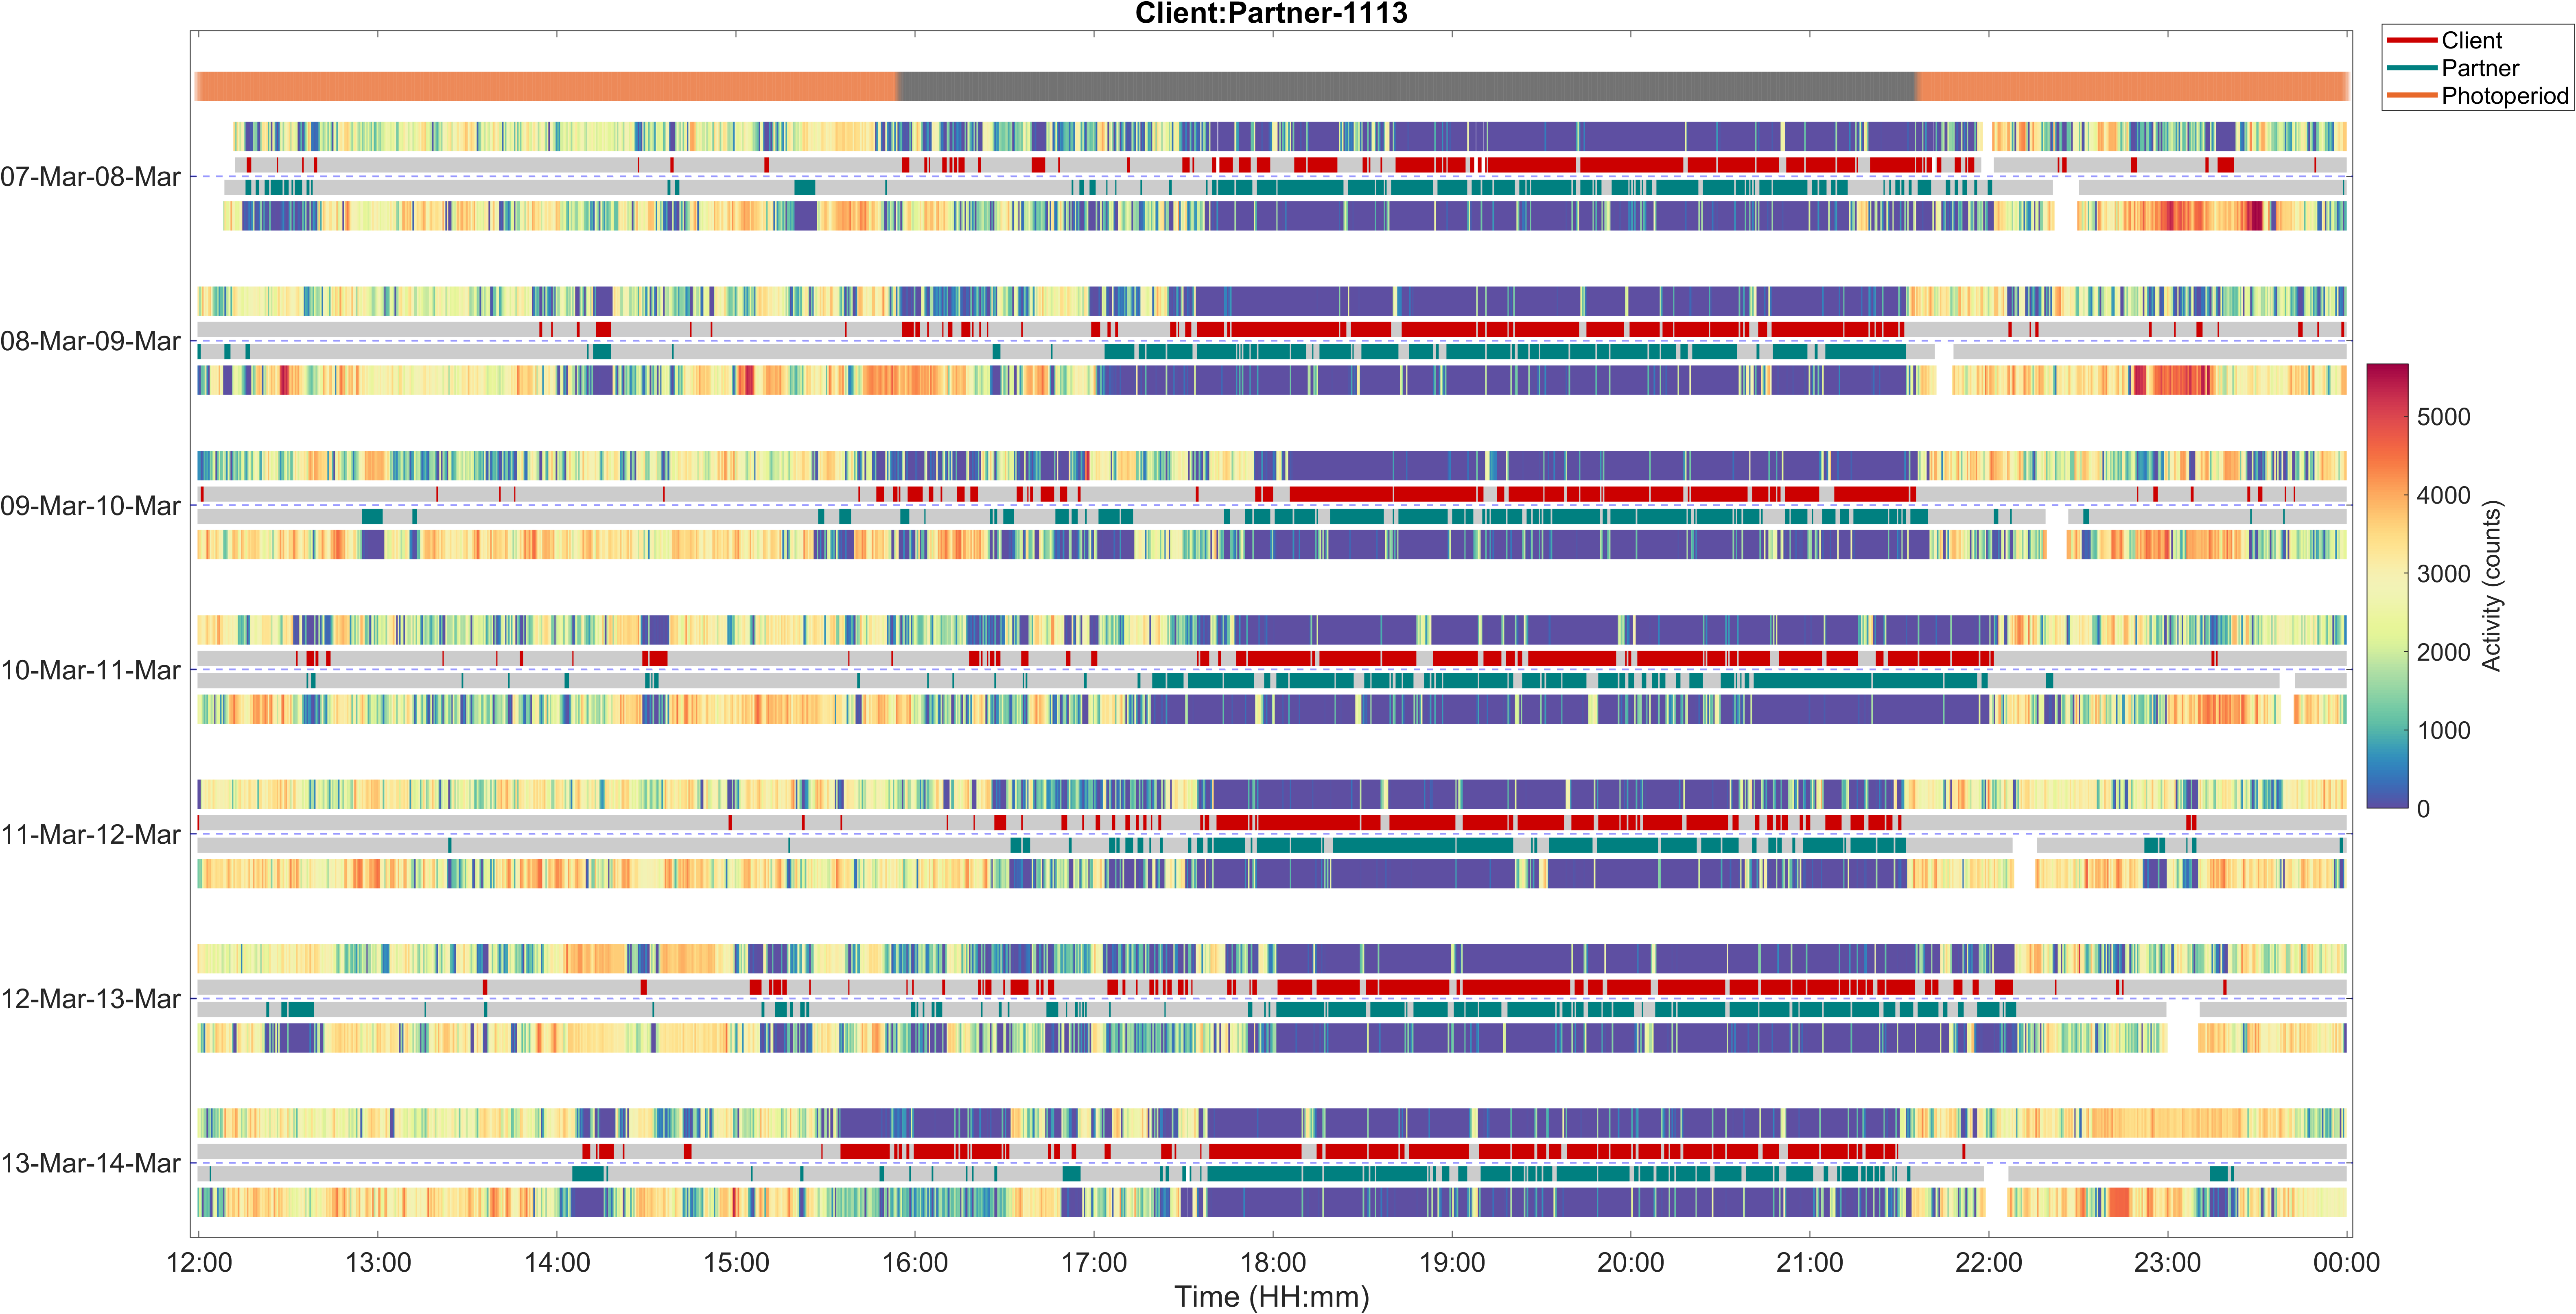 Client:Partner-1113
Client
Partner
Photoperiod
07-Mar-08-Mar
08-Mar-09-Mar
09-Mar-10-Mar
10-Mar-11-Mar
11-Mar-12-Mar
12-Mar-13-Mar
13-Mar-14-Mar
5000
4000
3000
2000
1000
0
Activity (counts)
12:00 13:00 14:00 15:00 16:00 17:00 18:00 19:00 20:00 21:00 22:00 23:00 00:00
Time (HH:mm)